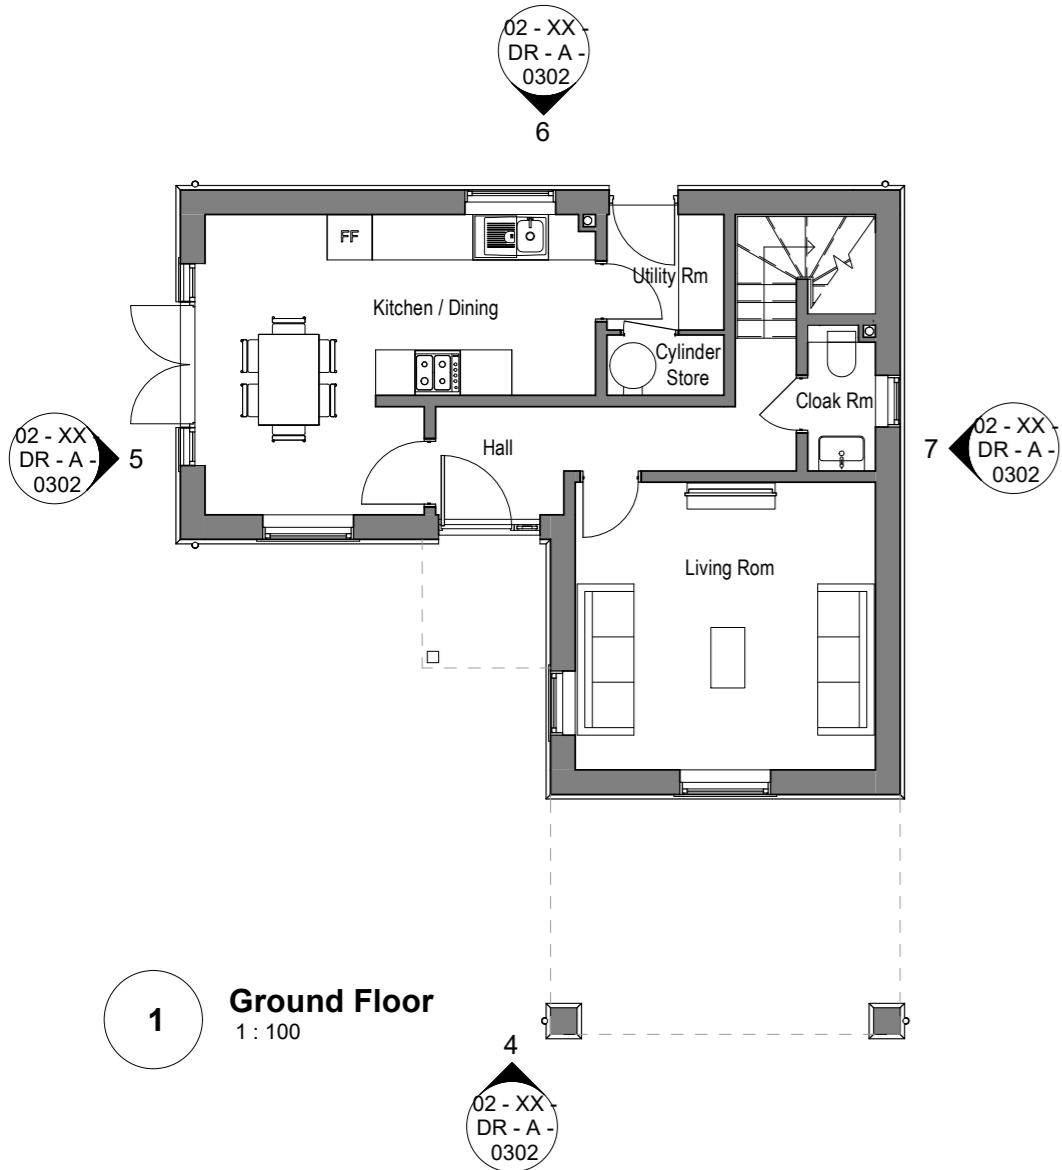 02 - XX -
DR - A -
0302
6
FF
Utility Rm
Kitchen / Dining
Cylinder
Store
Cloak Rm
02 - XX -
DR - A -
0302
5
Hall
7
02 - XX -
DR - A -
0302
Living Rom
1
Ground Floor
1 : 100
4
02 - XX -
DR - A -
0302